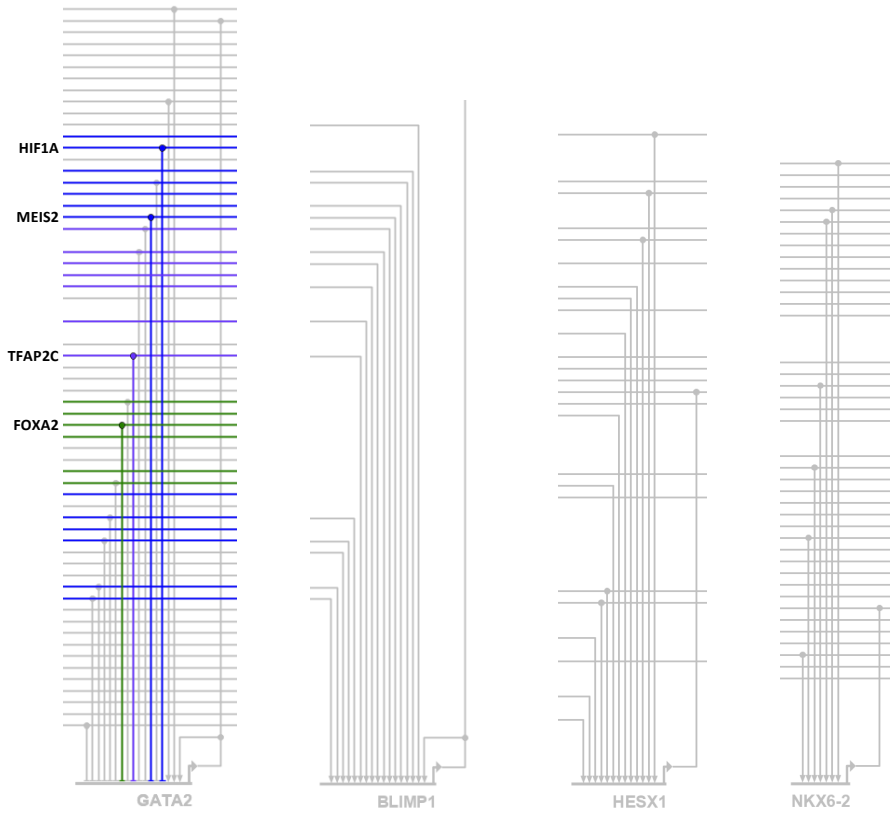 HIF1A
MEIS2
TFAP2C
FOXA2
GATA2
BLIMP1
HESX1
NKX6-2